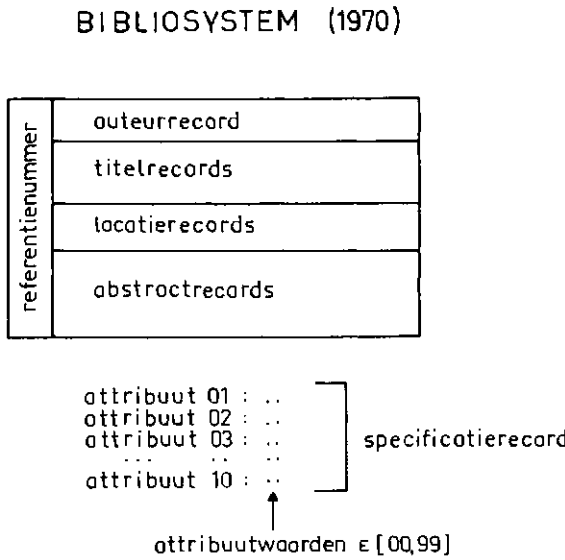 BIBLIOSYSTEM (1970)
referentienummer
auteurrecord
titelrecords
locatierecords
abstractrecords
attribuut 01 : ..
attribuut 02 : ..
attribuut 03 : ..
... .. ..
attribuut 10 : ..
specificatierecord
attribuutwaarden ε [00,99]